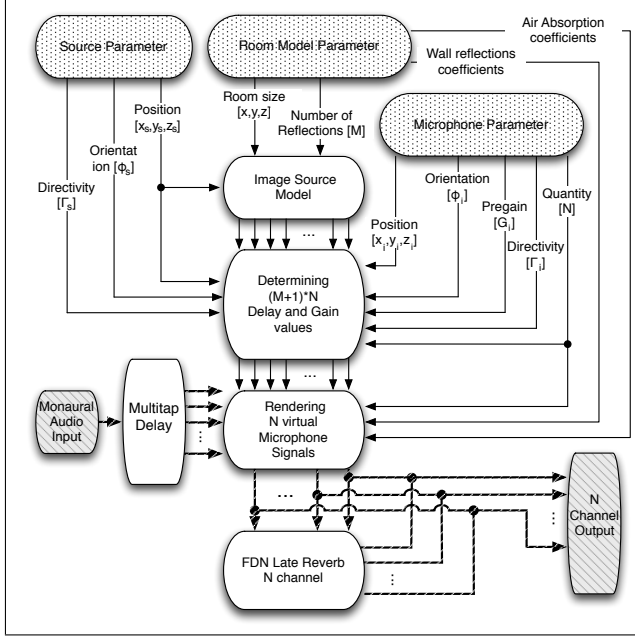 Air Absorption
coefficients
Source Parameter
Room Model Parameter
Wall reflections
coefficients
Position
[xs,ys,zs]
Room size
[x,y,z]
Number of
Reflections [M]
Microphone Parameter
Orientat
ion [ϕs]
Directivity
[Γs]
Image Source
Model
Orientation
[ϕi]
Quantity
[N]
Pregain
[Gi]
Position
[xi,yi,zi]
Directivity
[Γi]
...
Determining
(M+1)*N
Delay and Gain
values
...
Monaural
Audio
Input
Multitap
Delay
...
Rendering
N virtual
Microphone
Signals
...
N
Channel
Output
...
FDN Late Reverb
N channel
...